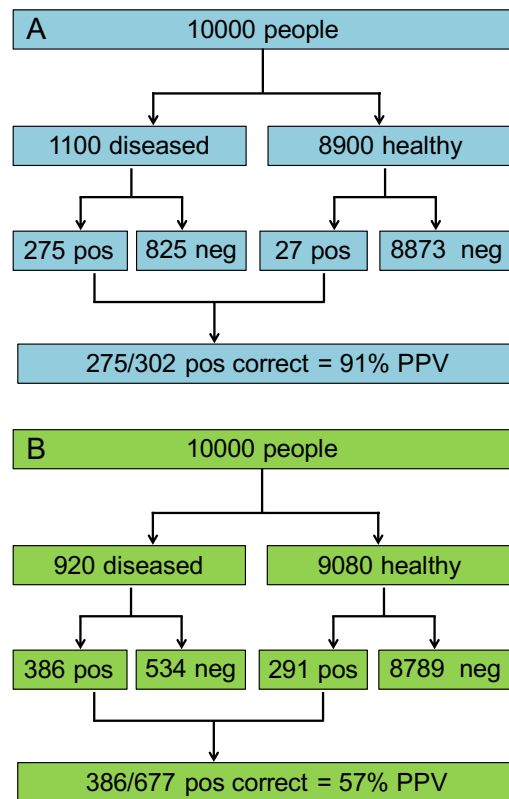 A 10000 people
1100 diseased 8900 healthy
275 pos 825 neg 27 pos 8873 neg
275/302 pos correct = 91% PPV
B 10000 people
920 diseased 9080 healthy
386 pos 534 neg 291 pos 8789 neg
386/677 pos correct = 57% PPV